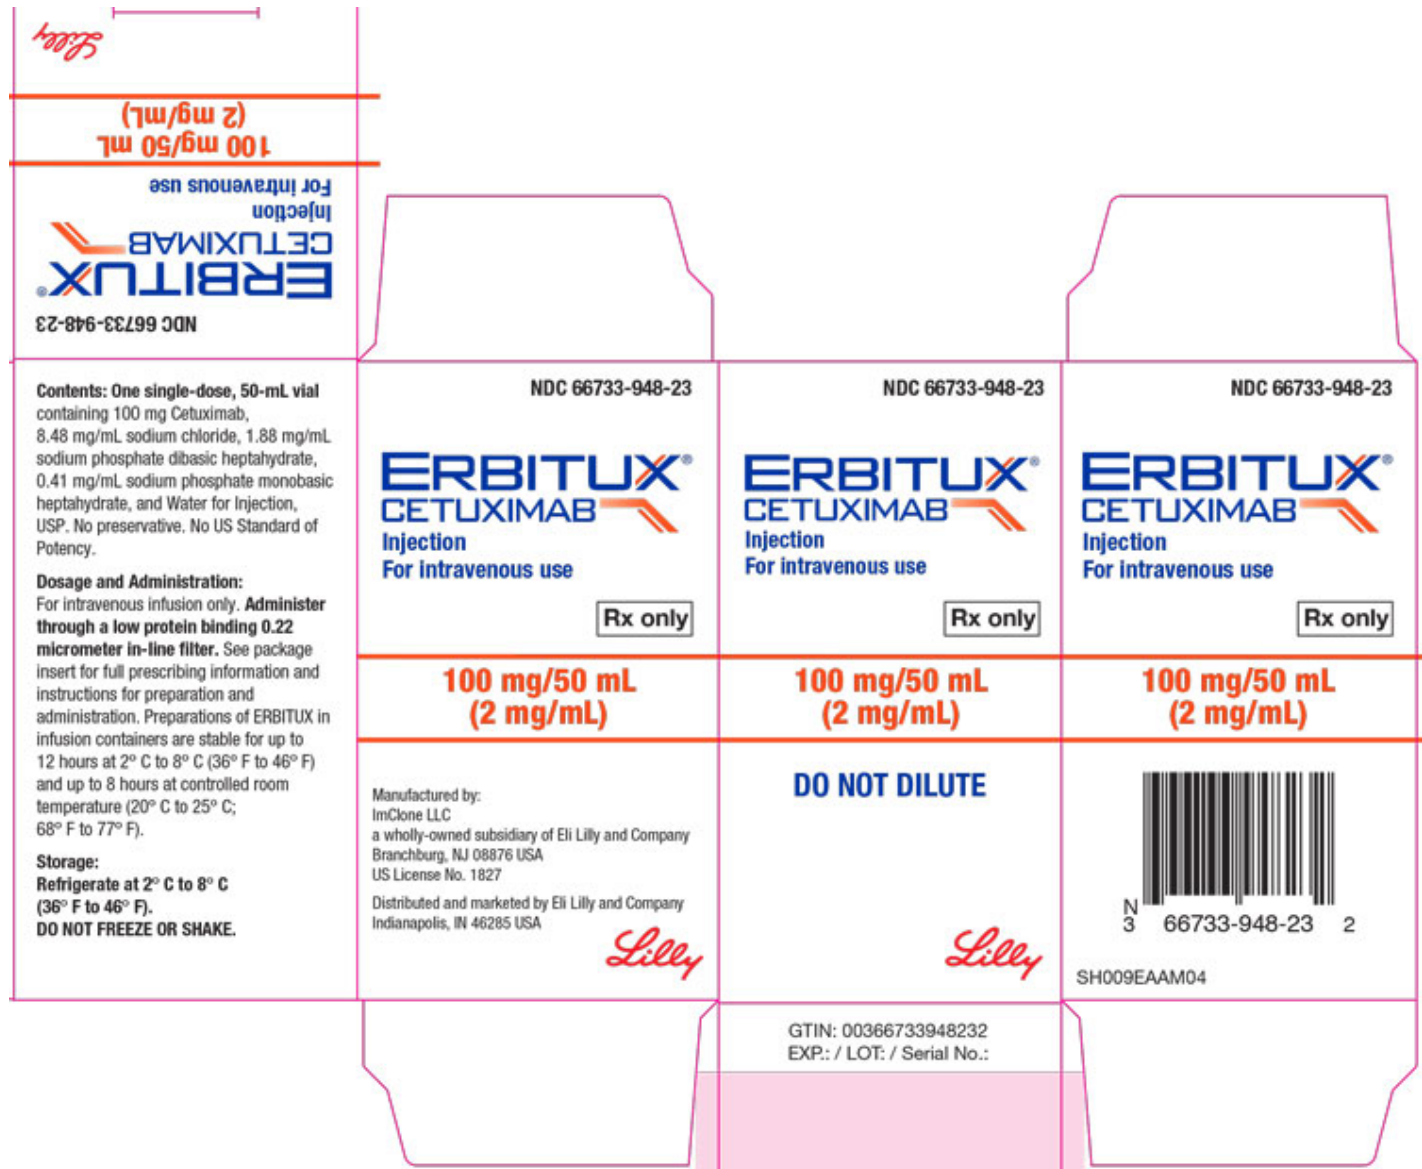 Lilly
100 mg/50 mL
(2 mg/mL)
For intravenous use
Injection
CETUXIMAB
ERBITUX®
NDC 66733-948-23
Contents: One single-dose, 50-mL vial
containing 100 mg Cetuximab,
8.48 mg/mL sodium chloride, 1.88 mg/mL
sodium phosphate dibasic heptahydrate,
0.41 mg/mL sodium phosphate monobasic
heptahydrate, and Water for Injection,
USP. No preservative. No US Standard of
Potency.
Dosage and Administration:
For intravenous infusion only. Administer
through a low protein binding 0.22
micrometer in-line filter. See package
insert for full prescribing information and
instructions for preparation and
administration. Preparations of ERBITUX in
infusion containers are stable for up to
12 hours at 2º C to 8º C (36º F to 46º F)
and up to 8 hours at controlled room
temperature (20º C to 25º C;
68º F to 77º F).
Storage:
Refrigerate at 2º C to 8º C
(36º F to 46º F).
DO NOT FREEZE OR SHAKE.
NDC 66733-948-23
ERBITUX®
CETUXIMAB
Injection
For intravenous use
Rx only
100 mg/50 mL
(2 mg/mL)
Manufactured by:
ImClone LLC
a wholly-owned subsidiary of Eli Lilly and Company
Branchburg, NJ 08876 USA
US License No. 1827
Distributed and marketed by Eli Lilly and Company
Indianapolis, IN 46285 USA
Lilly
NDC 66733-948-23
ERBITUX®
CETUXIMAB
Injection
For intravenous use
Rx only
100 mg/50 mL
(2 mg/mL)
DO NOT DILUTE
Lilly
GTIN: 00366733948232
EXP.: / LOT: / Serial No.:
NDC 66733-948-23
ERBITUX®
CETUXIMAB
Injection
For intravenous use
Rx only
100 mg/50 mL
(2 mg/mL)
N
3 66733-948-23 2
SH009EAAM04